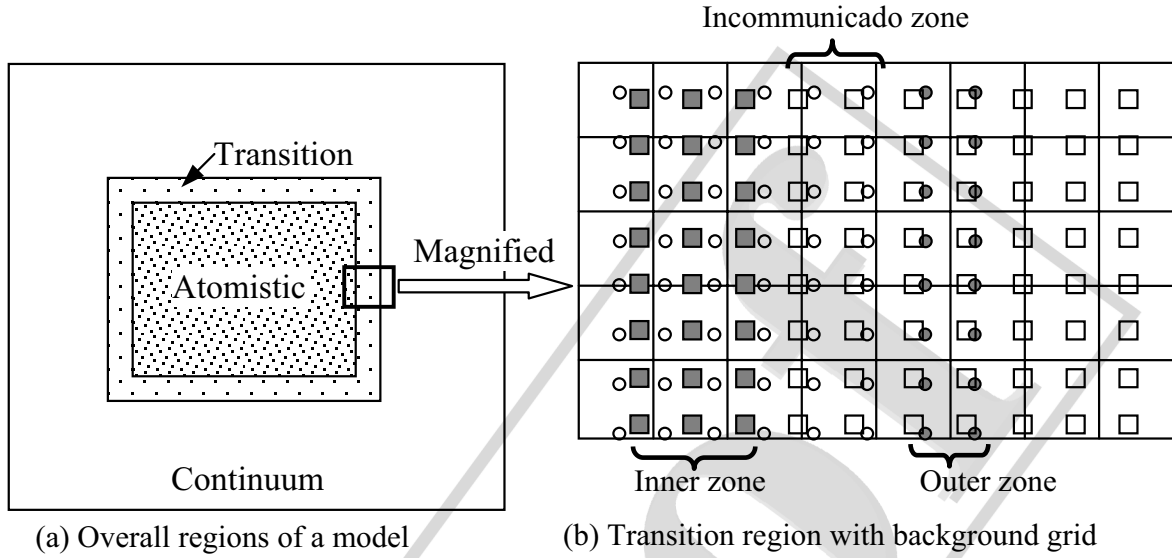 Incommunicado zone
Transition
Magnified
Atomistic
Continuum
Inner zone
Outer zone
(a) Overall regions of a model
(b) Transition region with background grid